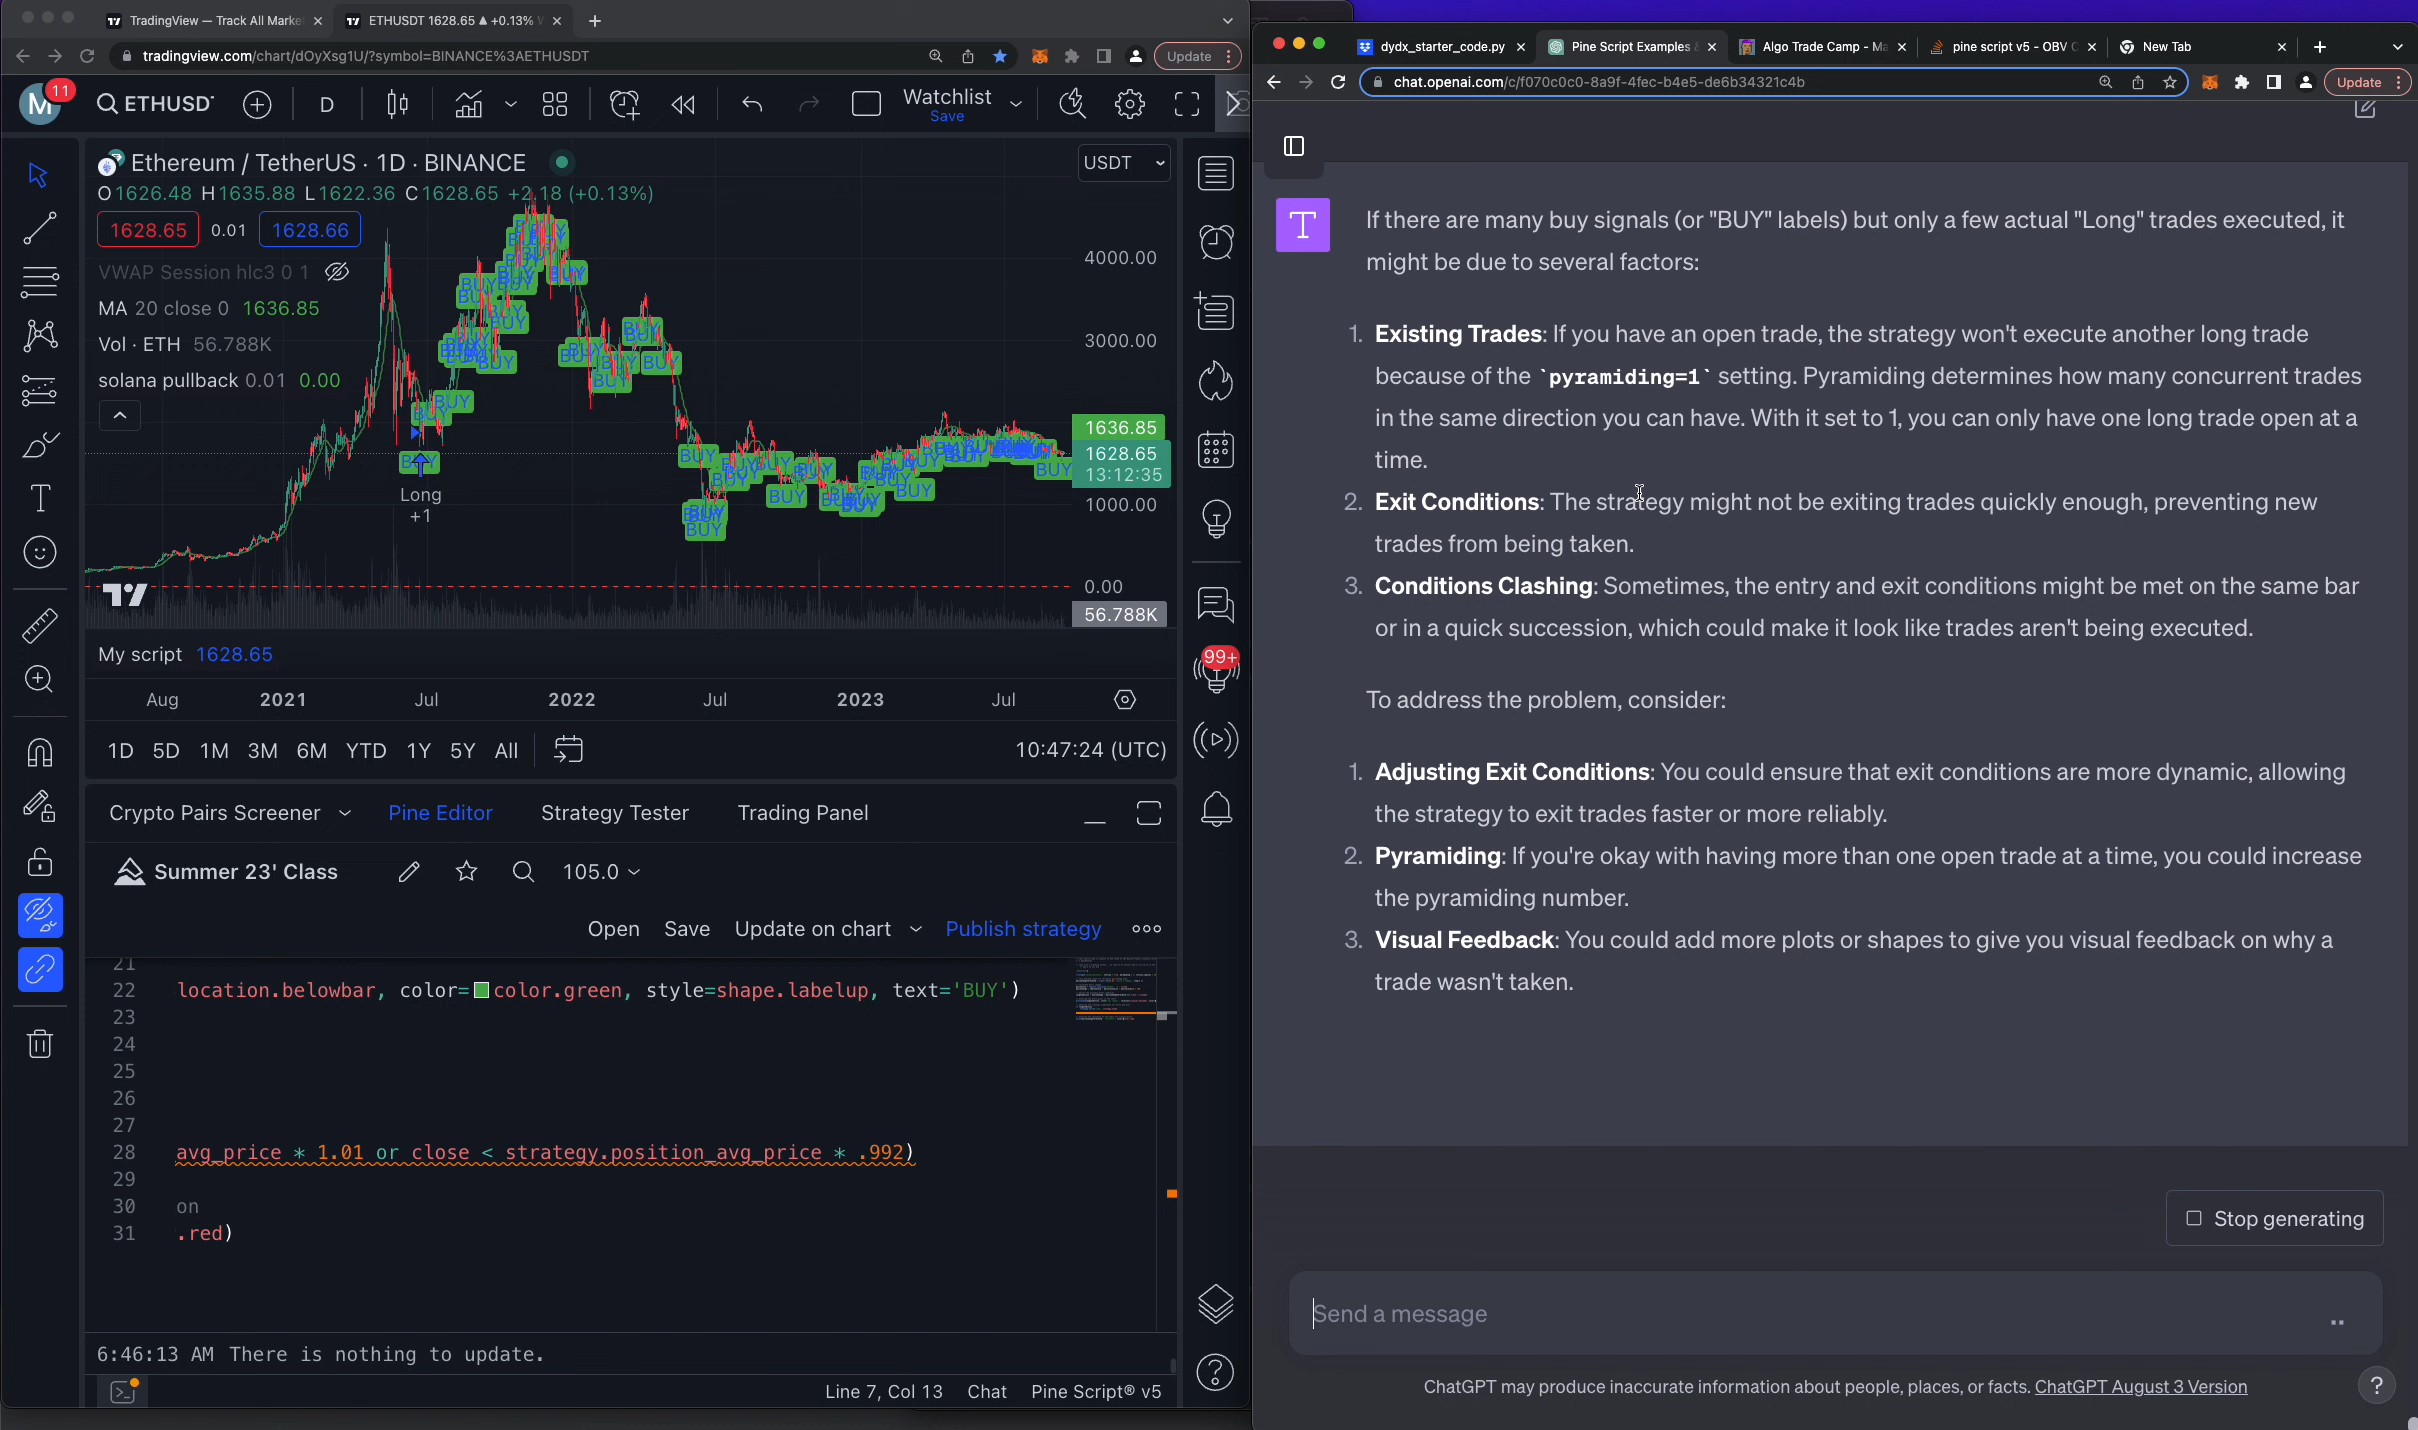 TradingView — Track All Marke
ETHUSDT 1628.65 ▲ +0.13%
tradingview.com/chart/dOyXsg1U/?symbol=BINANCE%3AETHUSDT
Update
M
11
ETHUSD
D
Watchlist
Save
Ethereum / TetherUS · 1D · BINANCE
USDT
O1626.48 H1635.88 L1622.36 C1628.65 +2.18 (+0.13%)
1628.65 0.01 1628.66
VWAP Session hlc3 0 1
MA 20 close 0 1636.85
Vol · ETH 56.788K
solana pullback 0.01 0.00
BUY
Long
+1
4000.00
3000.00
1636.85
1628.65
13:12:35
1000.00
0.00
56.788K
My script 1628.65
Aug 2021 Jul 2022 Jul 2023 Jul
1D 5D 1M 3M 6M YTD 1Y 5Y All
10:47:24 (UTC)
99+
Crypto Pairs Screener Pine Editor Strategy Tester Trading Panel
Summer 23' Class
105.0
Open Save Update on chart Publish strategy
21
22 location.belowbar, color=color.green, style=shape.labelup, text='BUY')
23
24
25
26
27
28 avg_price * 1.01 or close < strategy.position_avg_price * .992)
29
30 on
31 .red)
6:46:13 AM There is nothing to update.
Line 7, Col 13 Chat Pine Script® v5
dydx_starter_code.py
Pine Script Examples
Algo Trade Camp - Ma
pine script v5 - OBV
New Tab
chat.openai.com/c/f070c0c0-8a9f-4fec-b4e5-de6b34321c4b
Update
T
If there are many buy signals (or "BUY" labels) but only a few actual "Long" trades executed, it
might be due to several factors:
1. Existing Trades: If you have an open trade, the strategy won't execute another long trade
because of the `pyramiding=1` setting. Pyramiding determines how many concurrent trades
in the same direction you can have. With it set to 1, you can only have one long trade open at a
time.
2. Exit Conditions: The strategy might not be exiting trades quickly enough, preventing new
trades from being taken.
3. Conditions Clashing: Sometimes, the entry and exit conditions might be met on the same bar
or in a quick succession, which could make it look like trades aren't being executed.
To address the problem, consider:
1. Adjusting Exit Conditions: You could ensure that exit conditions are more dynamic, allowing
the strategy to exit trades faster or more reliably.
2. Pyramiding: If you're okay with having more than one open trade at a time, you could increase
the pyramiding number.
3. Visual Feedback: You could add more plots or shapes to give you visual feedback on why a
trade wasn't taken.
Stop generating
Send a message
ChatGPT may produce inaccurate information about people, places, or facts. ChatGPT August 3 Version
?